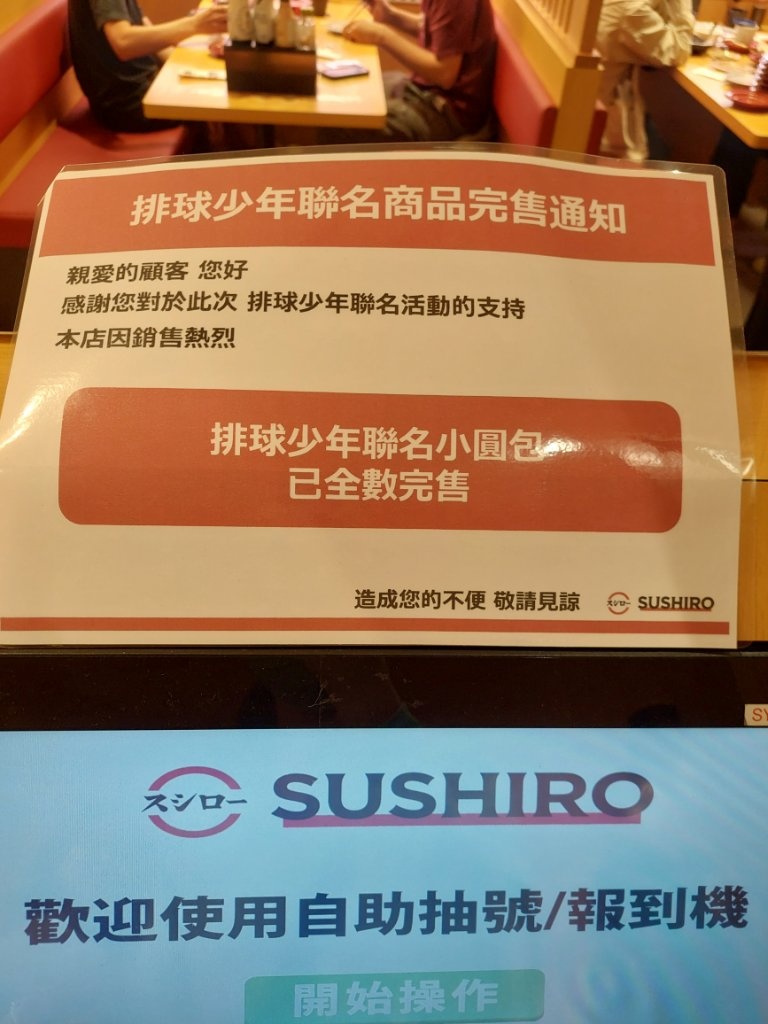 排球少年聯名商品完售通知
親愛的顧客 您好
感謝您對於此次 排球少年聯名活動的支持
本店因銷售熱烈
排球少年聯名小圓包
已全數完售
造成您的不便 敬請見諒 スシロー SUSHIRO
SY
スシロー SUSHIRO
歡迎使用自助抽號/報到機
開始操作